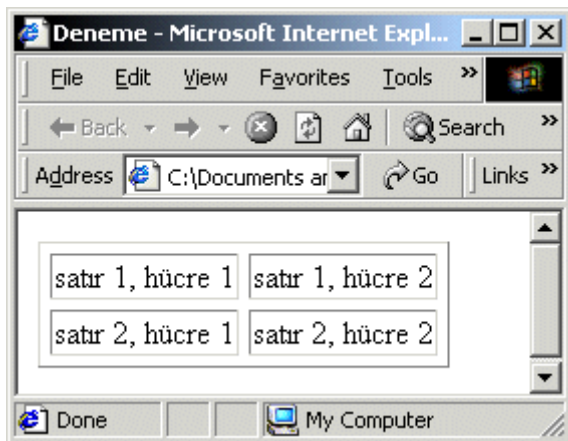 Deneme - Microsoft Internet Expl...
File Edit View Favorites Tools »
Back Search »
Address C:\Documents ar Go Links »
satır 1, hücre 1 satır 1, hücre 2
satır 2, hücre 1 satır 2, hücre 2
Done My Computer